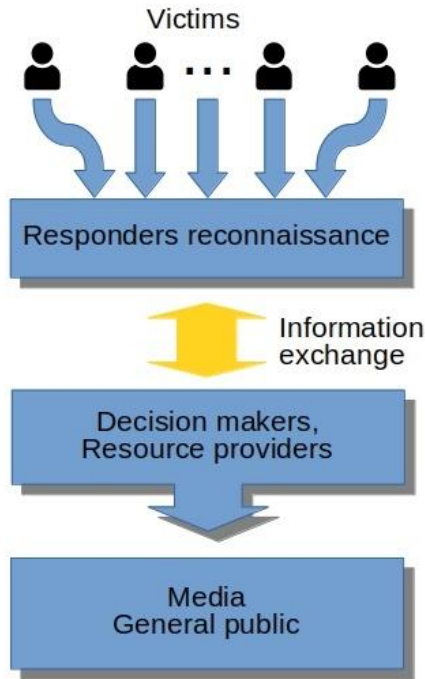 Victims
...
Responders reconnaissance
Information
exchange
Decision makers,
Resource providers
Media
General public